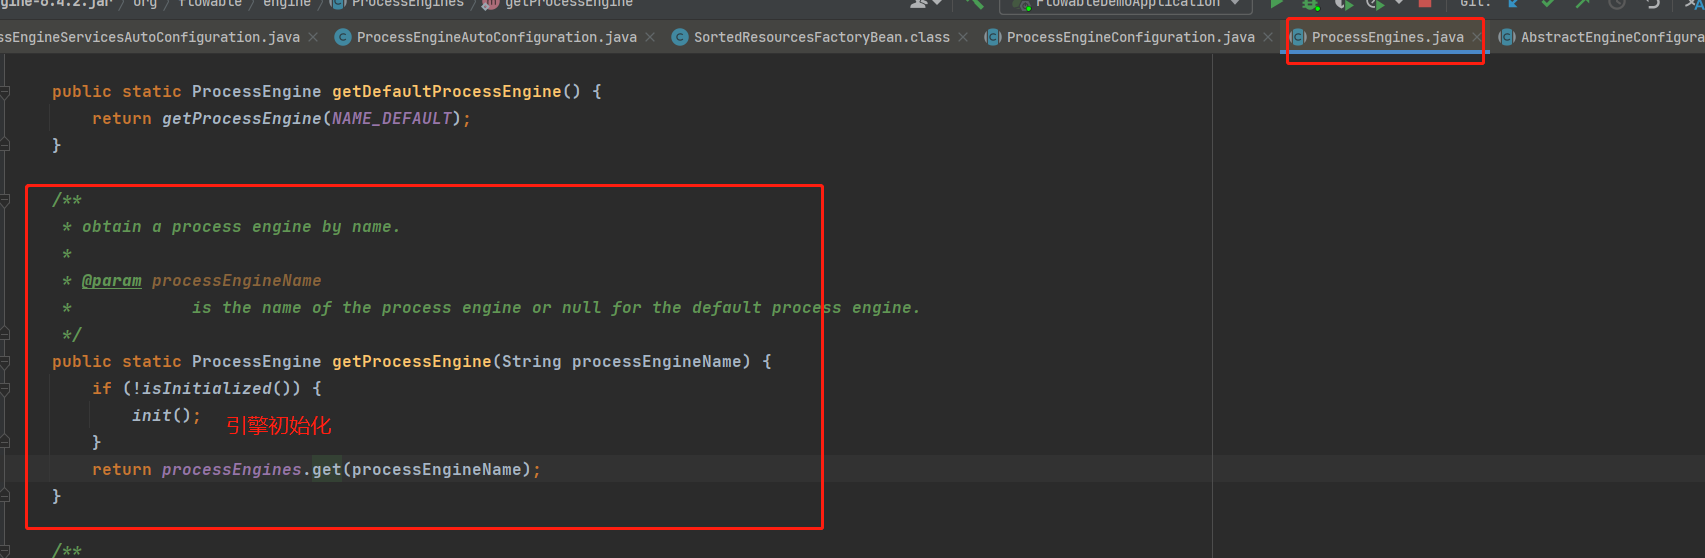 ngine-6.4.2.jar / org / flowable / engine / ProcessEngines / getProcessEngine FlowableDemoApplication Git:
ssEngineServicesAutoConfiguration.java ProcessEngineAutoConfiguration.java SortedResourcesFactoryBean.class ProcessEngineConfiguration.java ProcessEngines.java AbstractEngineConfigura
public static ProcessEngine getDefaultProcessEngine() {
return getProcessEngine(NAME_DEFAULT);
}
/**
* obtain a process engine by name.
*
* @param processEngineName
* is the name of the process engine or null for the default process engine.
*/
public static ProcessEngine getProcessEngine(String processEngineName) {
if (!isInitialized()) {
init(); 引擎初始化
}
return processEngines.get(processEngineName);
}
/**